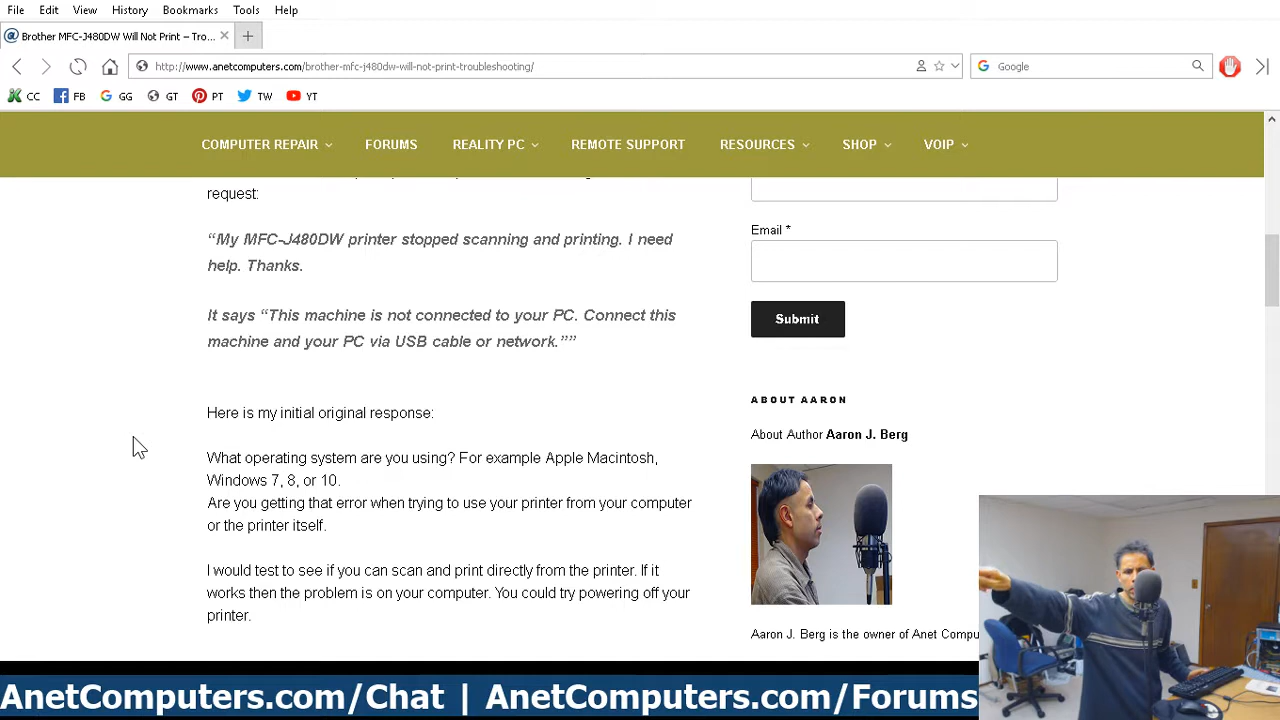 File Edit View History Bookmarks Tools Help
Brother MFC-J480DW Will Not Print – Tro...
http://www.anetcomputers.com/brother-mfc-j480dw-will-not-print-troubleshooting/
Google
CC FB GG GT PT TW YT
COMPUTER REPAIR FORUMS REALITY PC REMOTE SUPPORT RESOURCES SHOP VOIP
request:
“My MFC-J480DW printer stopped scanning and printing. I need
help. Thanks.
It says “This machine is not connected to your PC. Connect this
machine and your PC via USB cable or network.””
Here is my initial original response:
What operating system are you using? For example Apple Macintosh,
Windows 7, 8, or 10.
Are you getting that error when trying to use your printer from your computer
or the printer itself.
I would test to see if you can scan and print directly from the printer. If it
works then the problem is on your computer. You could try powering off your
printer.
Email *
Submit
ABOUT AARON
About Author Aaron J. Berg
Aaron J. Berg is the owner of Anet Compu
AnetComputers.com/Chat | AnetComputers.com/Forums